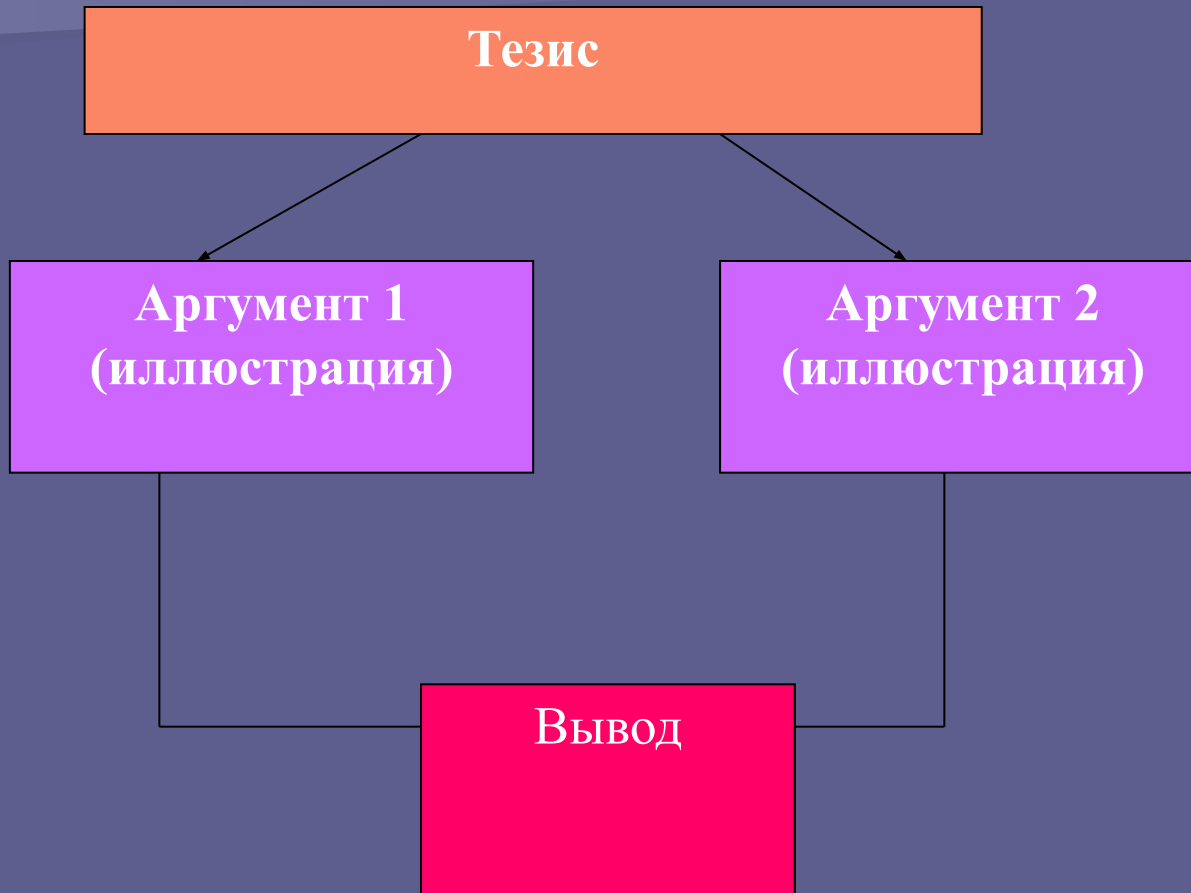 Тезис
Аргумент 1
(иллюстрация)
Аргумент 2
(иллюстрация)
Вывод